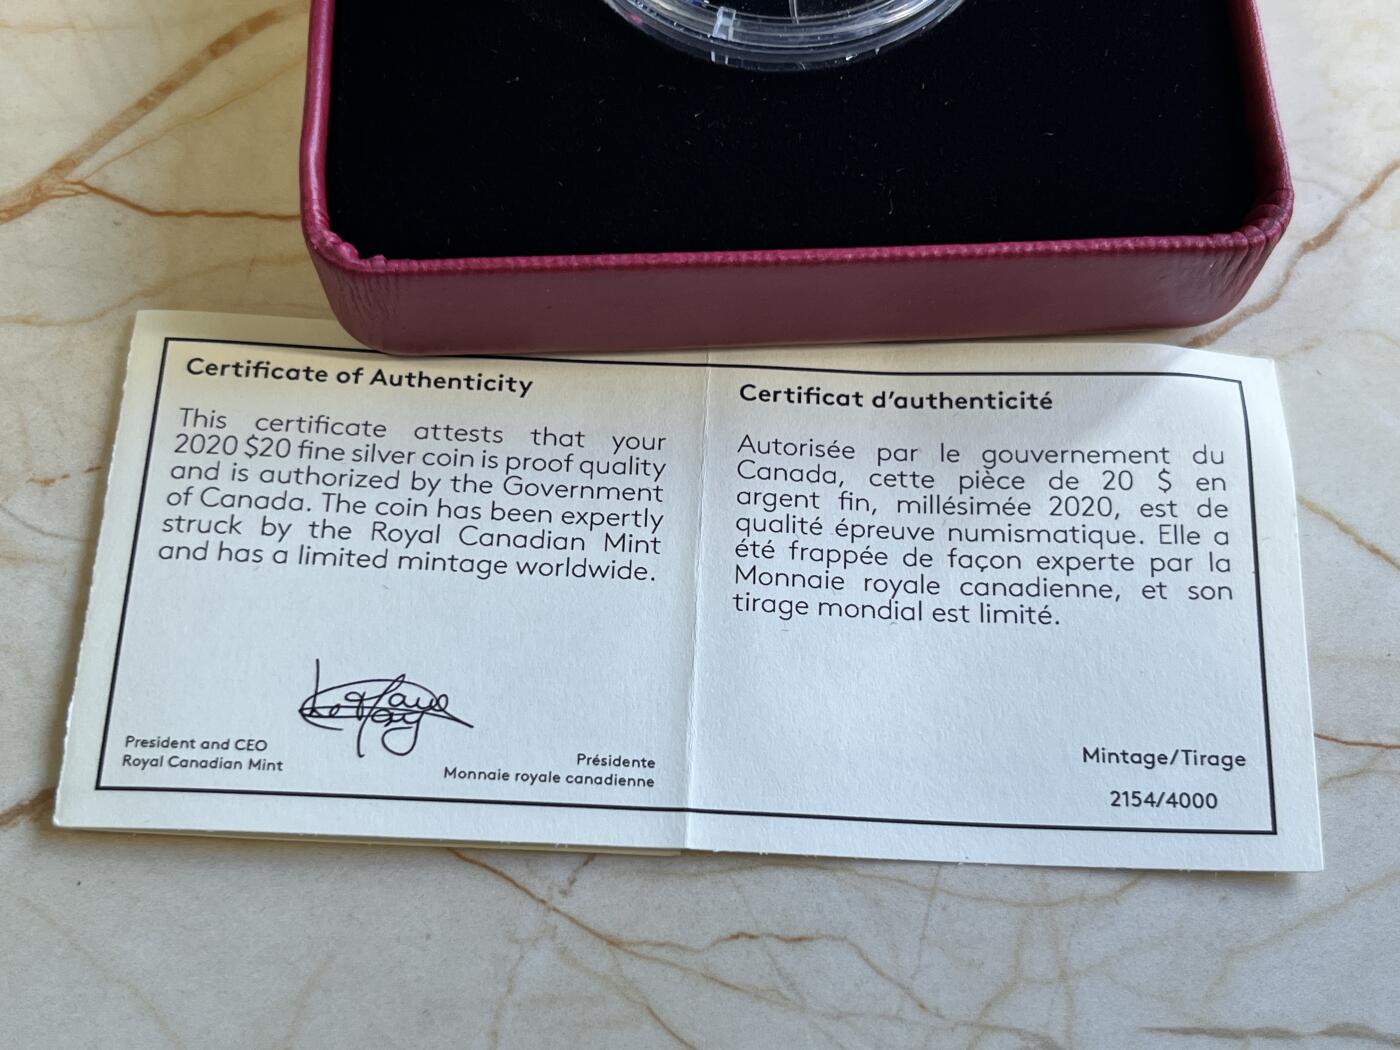 Certificate of Authenticity
This certificate attests that your
2020 $20 fine silver coin is proof quality
and is authorized by the Government
of Canada. The coin has been expertly
struck by the Royal Canadian Mint
and has a limited mintage worldwide.
President and CEO
Royal Canadian Mint
Présidente
Monnaie royale canadienne
Certificat d'authenticité
Autorisée par le gouvernement du
Canada, cette pièce de 20 $ en
argent fin, millésimée 2020, est de
qualité épreuve numismatique. Elle a
été frappée de façon experte par la
Monnaie royale canadienne, et son
tirage mondial est limité.
Mintage/Tirage
2154/4000